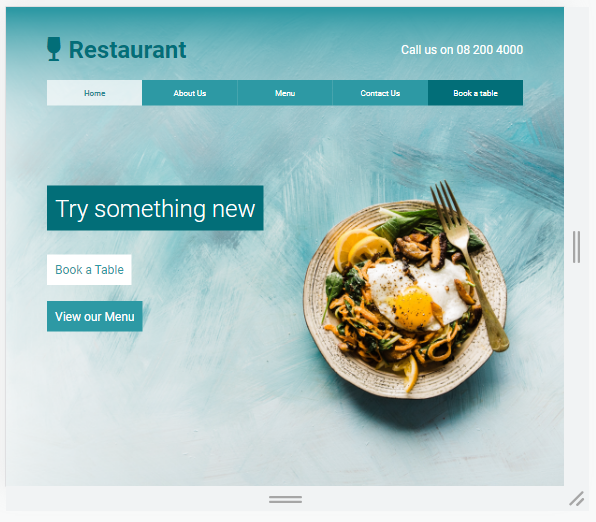 Restaurant
Call us on 08 200 4000
Home
About Us
Menu
Contact Us
Book a table
Try something new
Book a Table
View our Menu